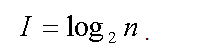 I = log₂ n .